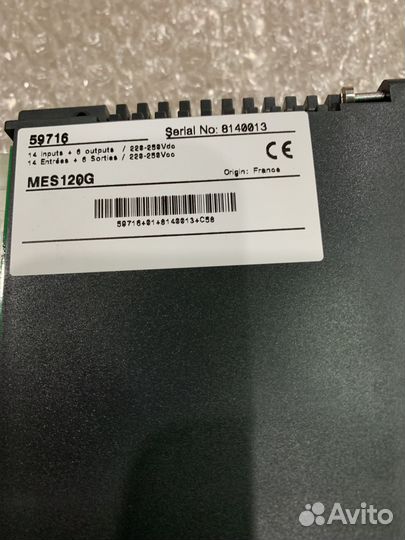 59716 Serial No: 8140013
14 inputs + 6 outputs / 220-250Vdc
14 Entrées + 6 Sorties / 220-250Vcc
CE
MES120G Origin: France
59716+01+8140013+C58
Avito